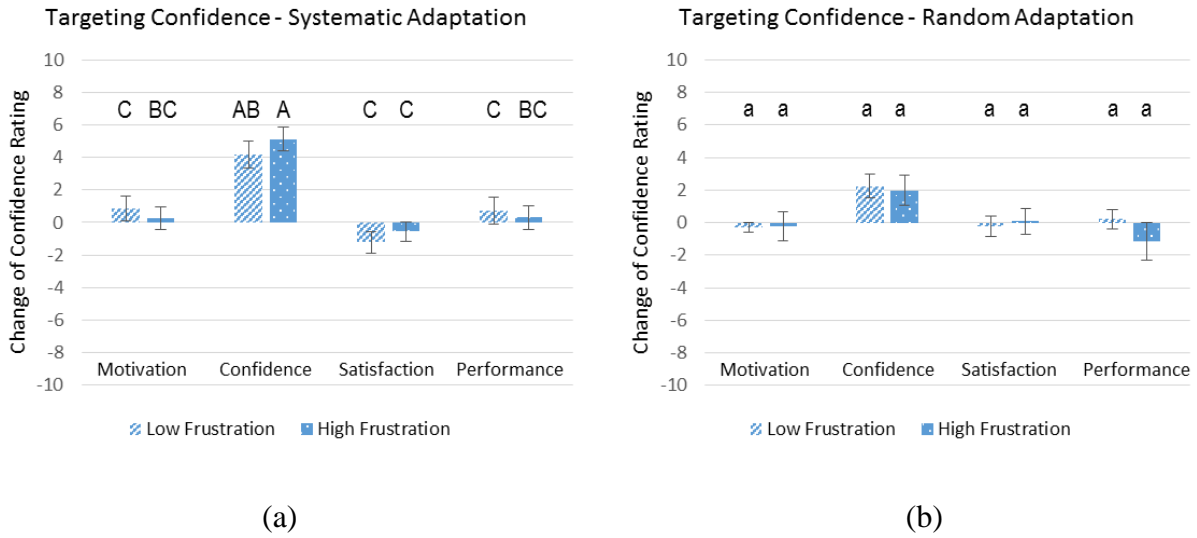 Targeting Confidence - Systematic Adaptation
Change of Confidence Rating
10
8
6
4
2
0
-2
-4
-6
-8
-10
C BC AB A C C C BC
Motivation Confidence Satisfaction Performance
Low Frustration High Frustration
(a)
Targeting Confidence - Random Adaptation
Change of Confidence Rating
10
8
6
4
2
0
-2
-4
-6
-8
-10
a a a a a a a a
Motivation Confidence Satisfaction Performance
Low Frustration High Frustration
(b)